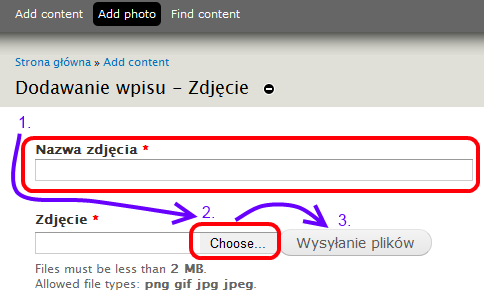 Add content Add photo Find content
Strona główna » Add content
Dodawanie wpisu – Zdjęcie
1.
Nazwa zdjęcia *
2. 3.
Zdjęcie *
Choose... Wysyłanie plików
Files must be less than 2 MB.
Allowed file types: png gif jpg jpeg.